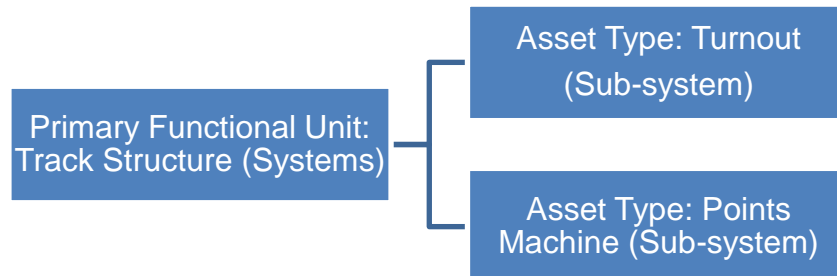 Primary Functional Unit:
Track Structure (Systems)
Asset Type: Turnout
(Sub-system)
Asset Type: Points
Machine (Sub-system)